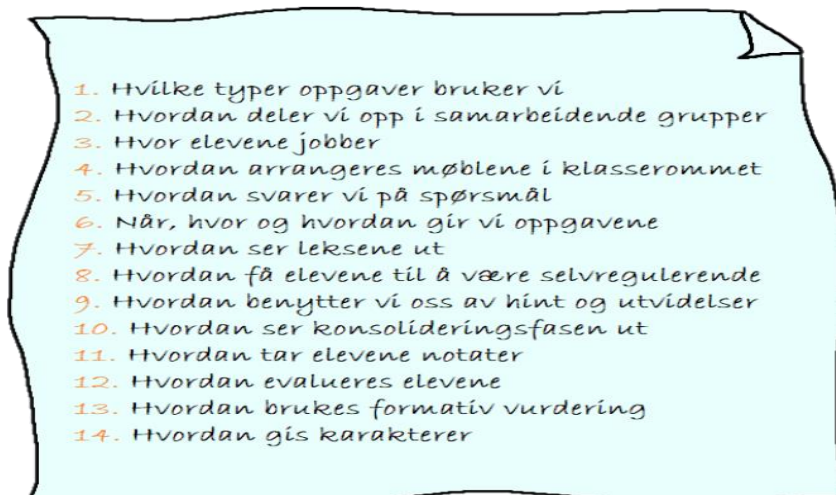 1. Hvilke typer oppgaver bruker vi
2. Hvordan deler vi opp i samarbeidende grupper
3. Hvor elevene jobber
4. Hvordan arrangeres møblene i klasserommet
5. Hvordan svarer vi på spørsmål
6. Når, hvor og hvordan gir vi oppgavene
7. Hvordan ser leksene ut
8. Hvordan få elevene til å være selvregulerende
9. Hvordan benytter vi oss av hint og utvidelser
10. Hvordan ser konsolideringsfasen ut
11. Hvordan tar elevene notater
12. Hvordan evalueres elevene
13. Hvordan brukes formativ vurdering
14. Hvordan gis karakterer